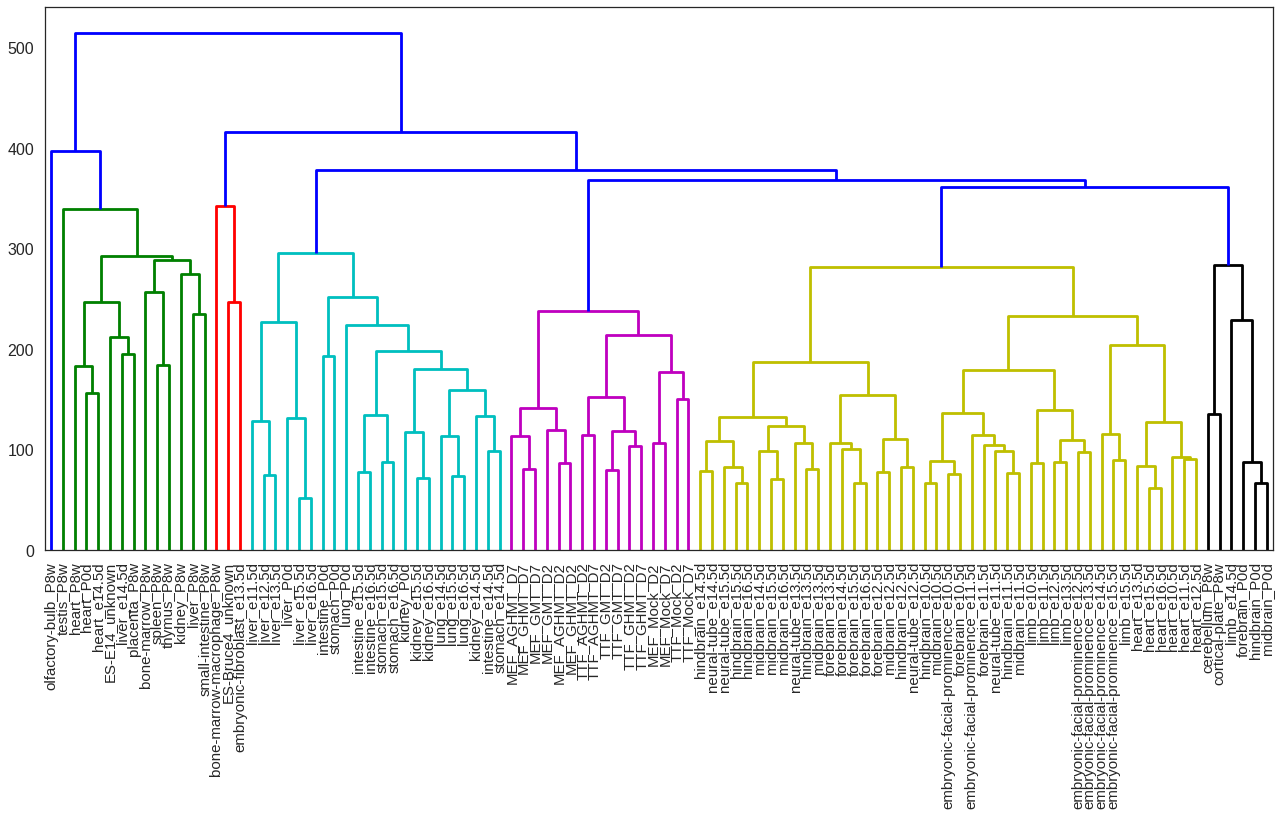 500
400
300
200
100
0
olfactory-bulb_P8w
testis_P8w
heart_P8w
heart_P0d
heart_e14.5d
ES-E14_unknown
liver_e14.5d
placenta_P8w
bone-marrow_P8w
spleen_P8w
thymus_P8w
kidney_P8w
liver_P8w
small-intestine_P8w
bone-marrow-macrophage_P8w
ES-Bruce4_unknown
embryonic-fibroblast_e13.5d
liver_e11.5d
liver_e12.5d
liver_e13.5d
liver_P0d
liver_e15.5d
liver_e16.5d
intestine_P0d
stomach_P0d
lung_P0d
intestine_e15.5d
intestine_e16.5d
stomach_e15.5d
stomach_e16.5d
kidney_P0d
kidney_e15.5d
kidney_e16.5d
lung_e14.5d
lung_e15.5d
lung_e16.5d
kidney_e14.5d
intestine_e14.5d
stomach_e14.5d
MEF_AGHMT_D7
MEF_GHMT_D7
MEF_GMT_D7
MEF_GMT_D2
MEF_AGHMT_D2
MEF_GHMT_D2
TTF_AGHMT_D2
TTF_AGHMT_D7
TTF_GMT_D2
TTF_GMT_D7
TTF_GHMT_D2
TTF_GHMT_D7
MEF_Mock_D2
MEF_Mock_D7
TTF_Mock_D2
TTF_Mock_D7
hindbrain_e14.5d
neural-tube_e14.5d
neural-tube_e15.5d
hindbrain_e15.5d
hindbrain_e16.5d
midbrain_e14.5d
midbrain_e15.5d
midbrain_e16.5d
neural-tube_e13.5d
hindbrain_e13.5d
midbrain_e13.5d
forebrain_e13.5d
forebrain_e14.5d
forebrain_e15.5d
forebrain_e16.5d
forebrain_e12.5d
midbrain_e12.5d
hindbrain_e12.5d
neural-tube_e12.5d
hindbrain_e10.5d
midbrain_e10.5d
embryonic-facial-prominence_e10.5d
forebrain_e10.5d
embryonic-facial-prominence_e11.5d
forebrain_e11.5d
neural-tube_e11.5d
hindbrain_e11.5d
midbrain_e11.5d
limb_e10.5d
limb_e11.5d
limb_e12.5d
limb_e13.5d
embryonic-facial-prominence_e12.5d
embryonic-facial-prominence_e13.5d
embryonic-facial-prominence_e14.5d
embryonic-facial-prominence_e15.5d
limb_e15.5d
heart_e13.5d
heart_e15.5d
heart_e16.5d
heart_e10.5d
heart_e11.5d
heart_e12.5d
cerebellum_P8w
cortical-plate_P8w
limb_e14.5d
forebrain_P0d
hindbrain_P0d
midbrain_P0d